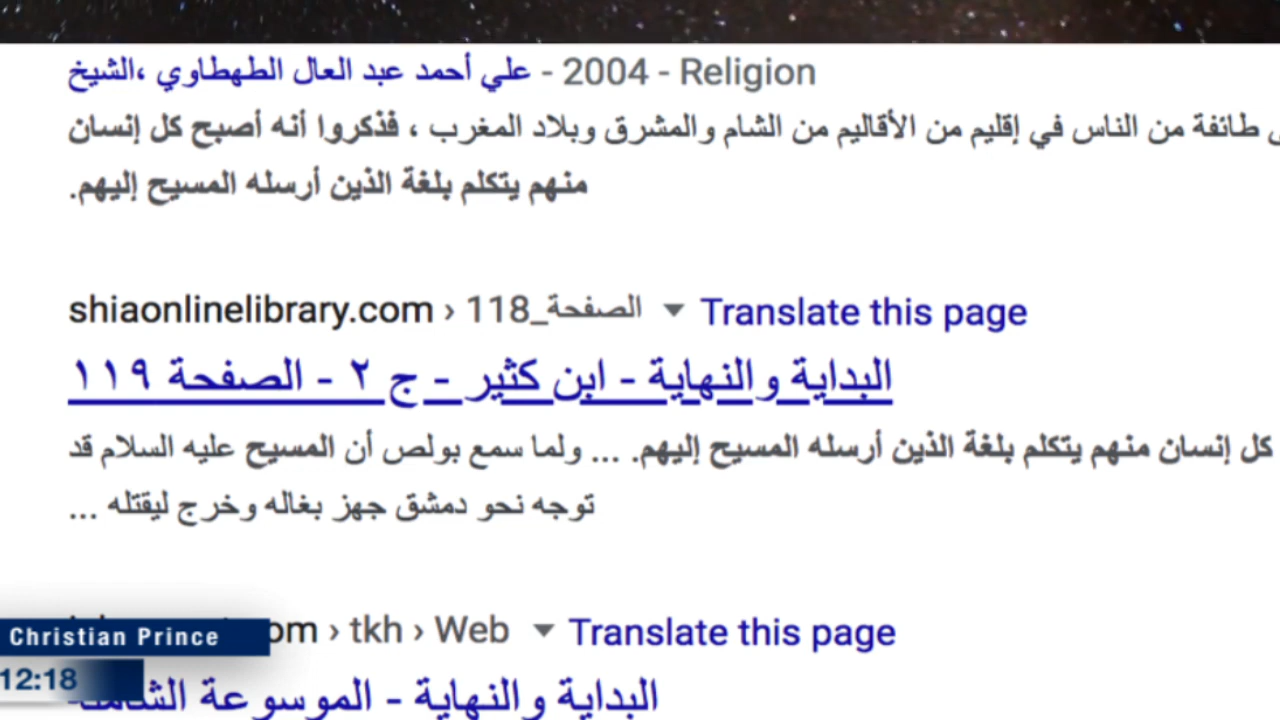 علي أحمد عبد العال الطهطاوي ،الشيخ - 2004 - Religion
طائفة من الناس في إقليم من الأقاليم من الشام والمشرق وبلاد المغرب ، فذكروا أنه أصبح كل إنسان
منهم يتكلم بلغة الذين أرسله المسيح إليهم.
shiaonlinelibrary.com › الصفحة_118 ▼ Translate this page
البداية والنهاية - ابن كثير - ج ٢ - الصفحة ١١٩
كل إنسان منهم يتكلم بلغة الذين أرسله المسيح إليهم. ... ولما سمع بولص أن المسيح عليه السلام قد
توجه نحو دمشق جهز بغاله وخرج ليقتله ...
› tkh › Web ▼ Translate this page
Christian Prince
12:18
البداية والنهاية - الموسوعة